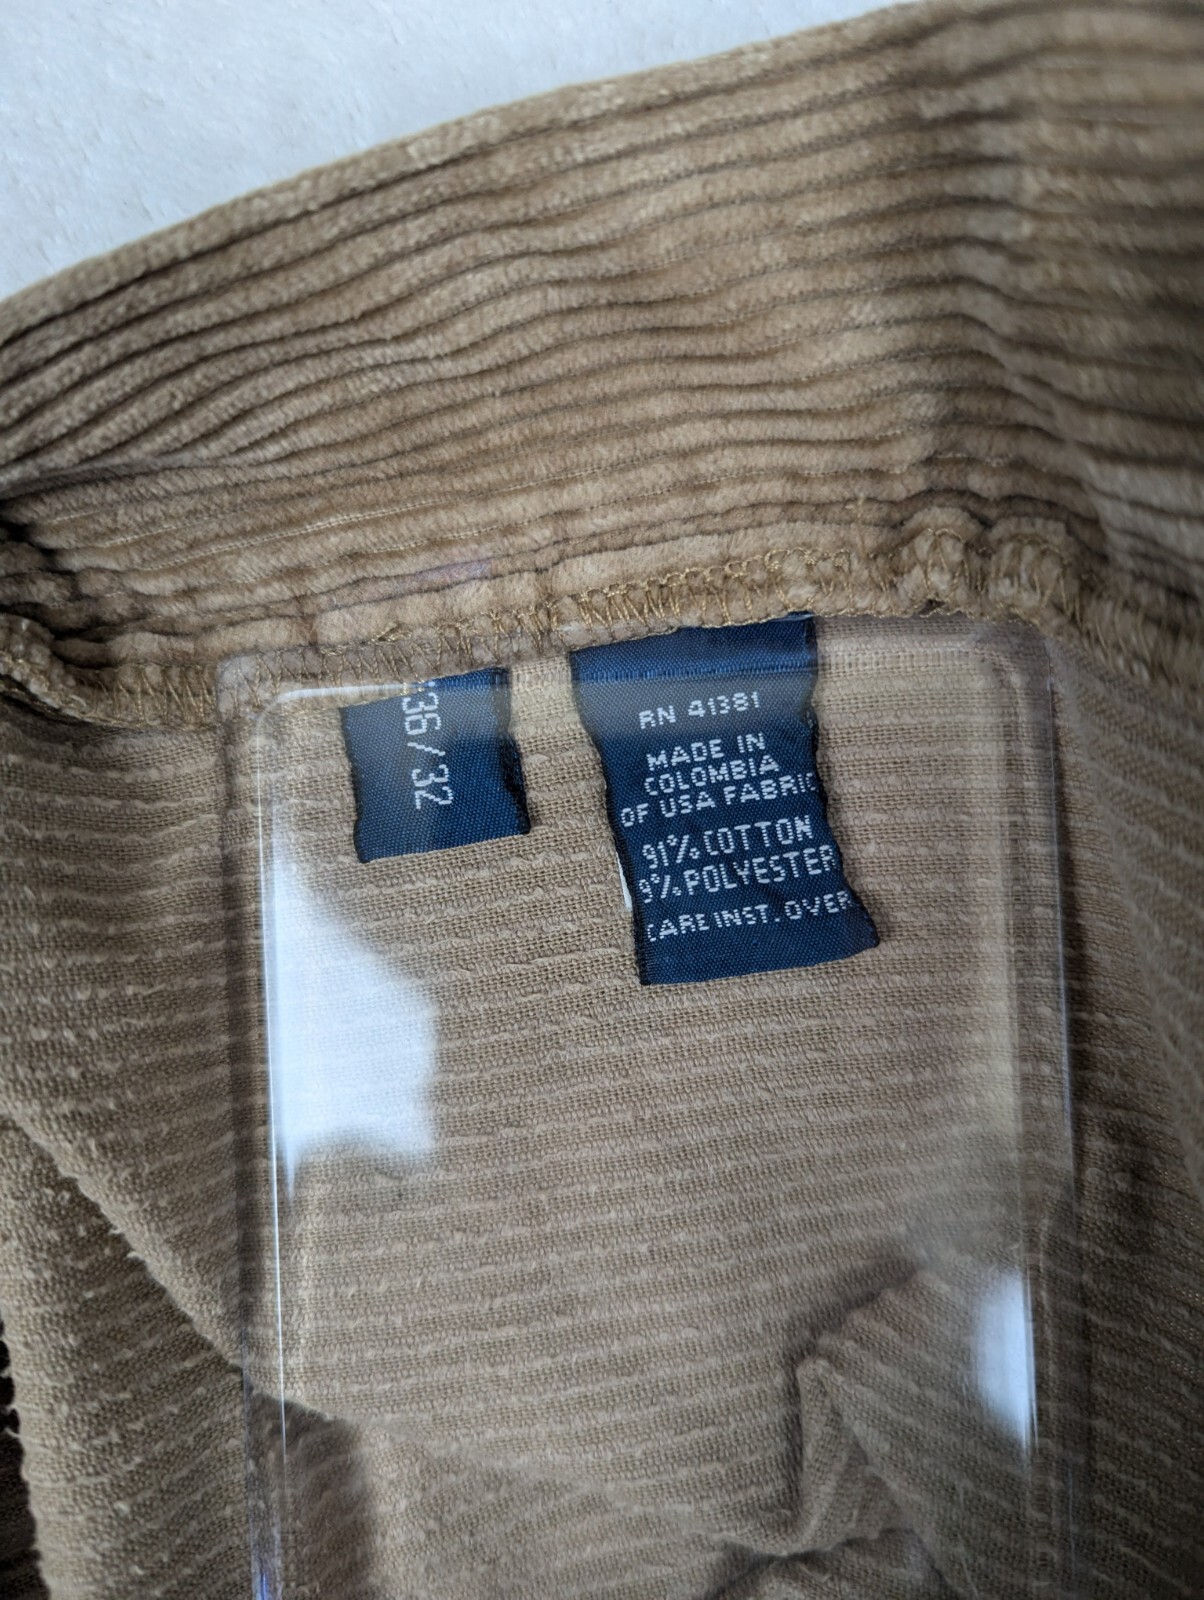 36/32
RN 41381
MADE IN
COLOMBIA
OF USA FABRIC
91% COTTON
9% POLYESTER
CARE INST. OVER